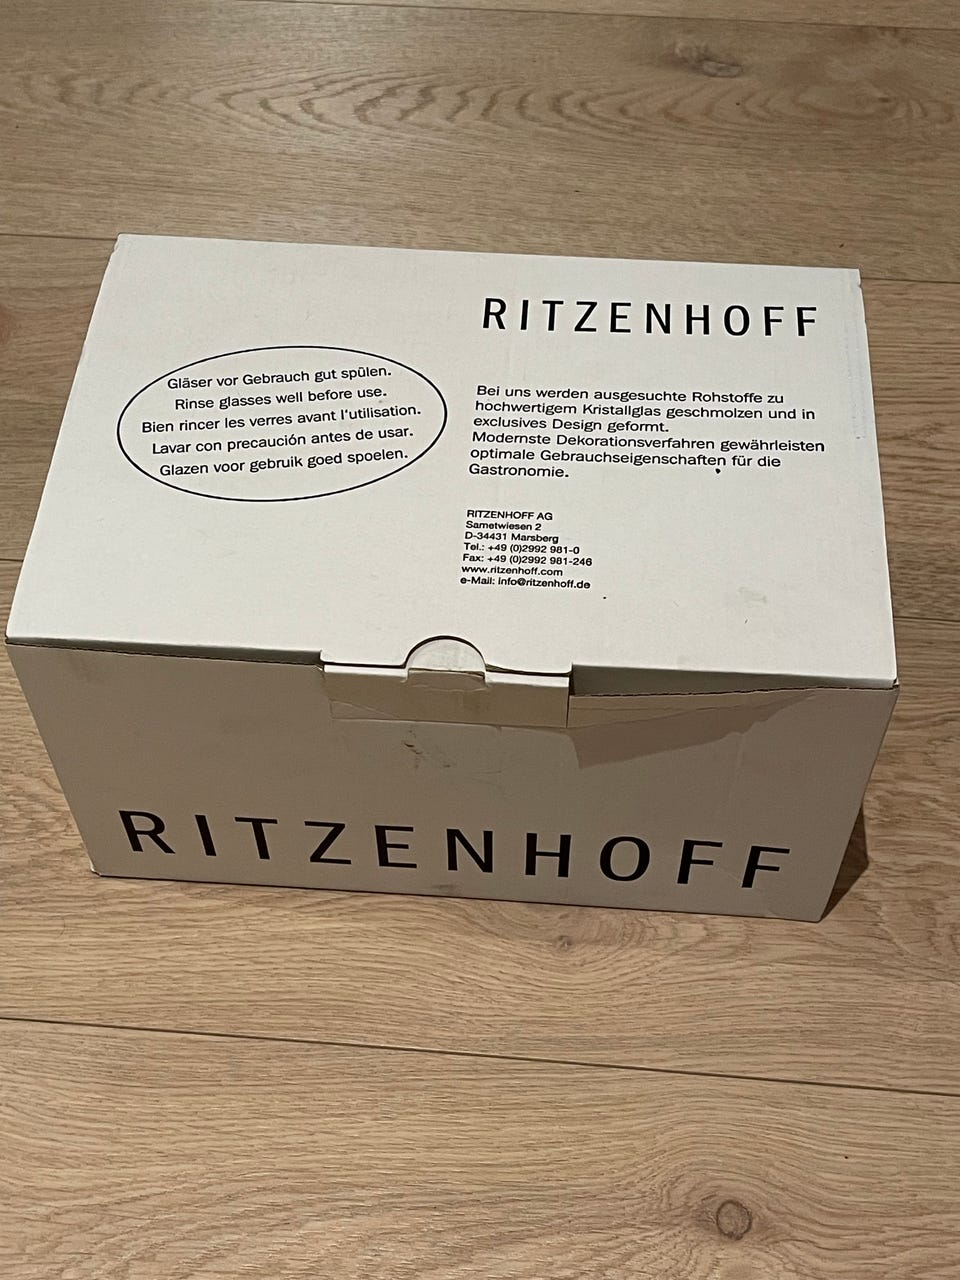 RITZENHOFF
Gläser vor Gebrauch gut spülen.
Rinse glasses well before use.
Bien rincer les verres avant l'utilisation.
Lavar con precaución antes de usar.
Glazen voor gebruik goed spoelen.
Bei uns werden ausgesuchte Rohstoffe zu
hochwertigem Kristallglas geschmolzen und in
exclusives Design geformt.
Modernste Dekorationsverfahren gewährleisten
optimale Gebrauchseigenschaften für die
Gastronomie.
RITZENHOFF AG
Sametwiesen 2
D-34431 Marsberg
Tel.: +49 (0)2992 981-0
Fax: +49 (0)2992 981-246
www.ritzenhoff.com
e-Mail: info@ritzenhoff.de
RITZENHOFF